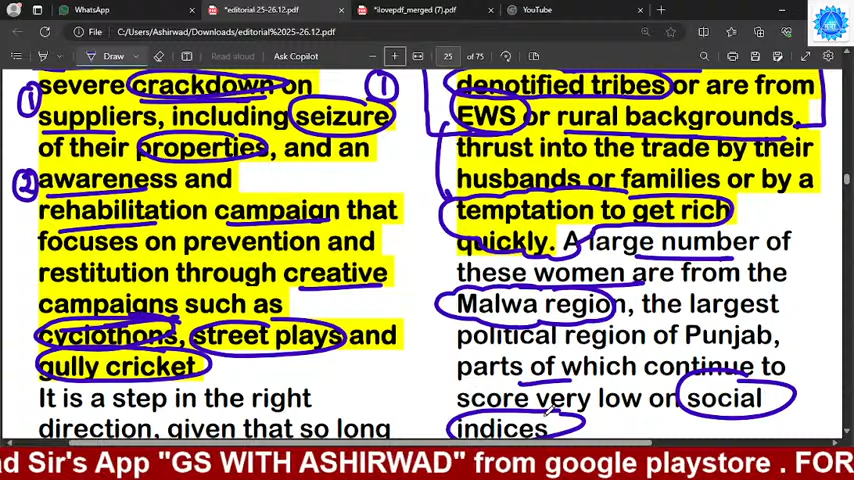 WhatsApp
*editorial 25-26.12.pdf
*ilovepdf_merged (7).pdf
YouTube
File
C:/Users/Ashirwad/Downloads/editorial%2025-26.12.pdf
Draw
Read aloud
Ask Copilot
25
of 75
severe crackdown on
suppliers, including seizure
of their properties, and an
awareness and
rehabilitation campaign that
focuses on prevention and
restitution through creative
campaigns such as
cyclothons, street plays and
gully cricket
It is a step in the right
direction, given that so long
1
1
2
denotified tribes or are from
EWS or rural backgrounds,
thrust into the trade by their
husbands or families or by a
temptation to get rich
quickly. A large number of
these women are from the
Malwa region, the largest
political region of Punjab,
parts of which continue to
score very low on social
indices
ad Sir's App "GS WITH ASHIRWAD" from google playstore . FOR